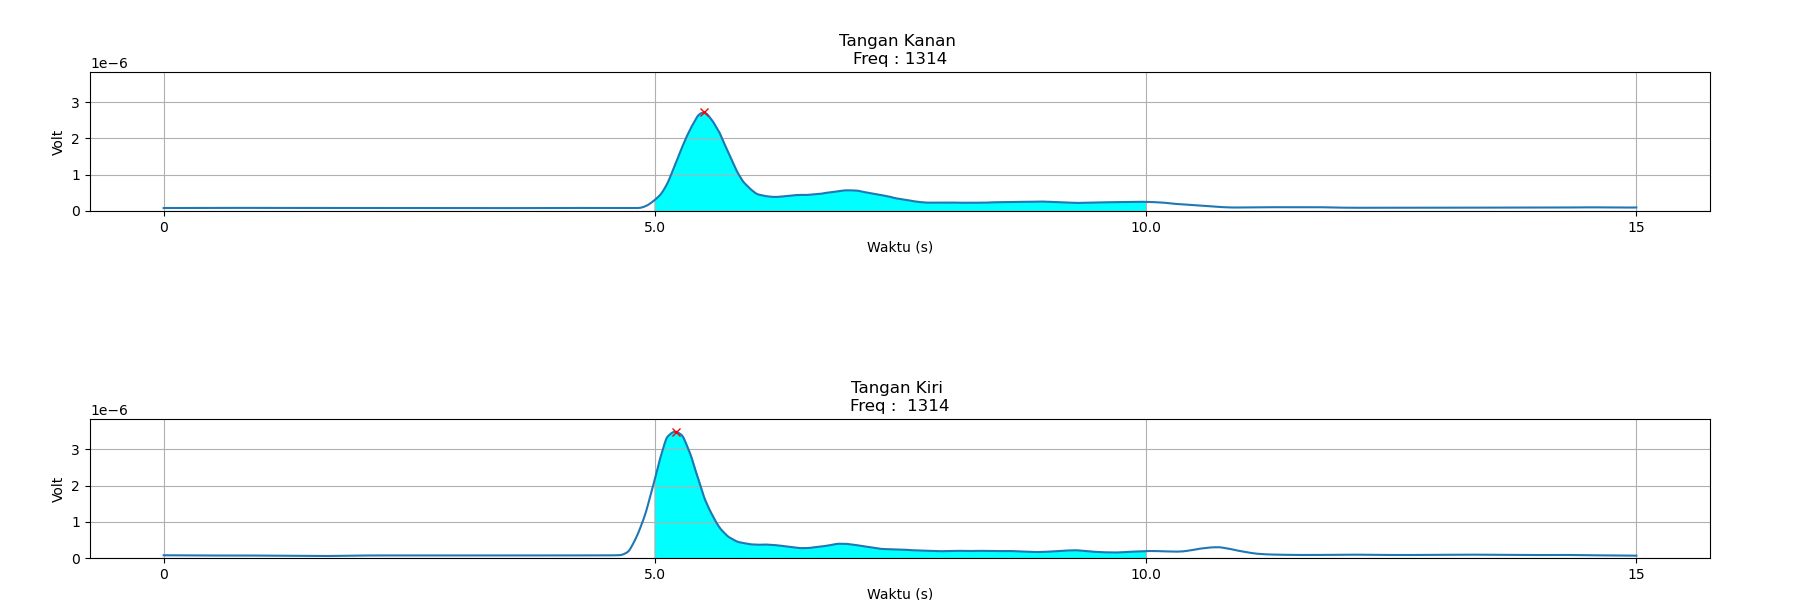 Tangan Kanan
Freq : 1314
1e−6
3
2
1
0
Volt
0 5.0 10.0 15
Waktu (s)
Tangan Kiri
Freq :  1314
1e−6
3
2
1
0
Volt
0 5.0 10.0 15
Waktu (s)